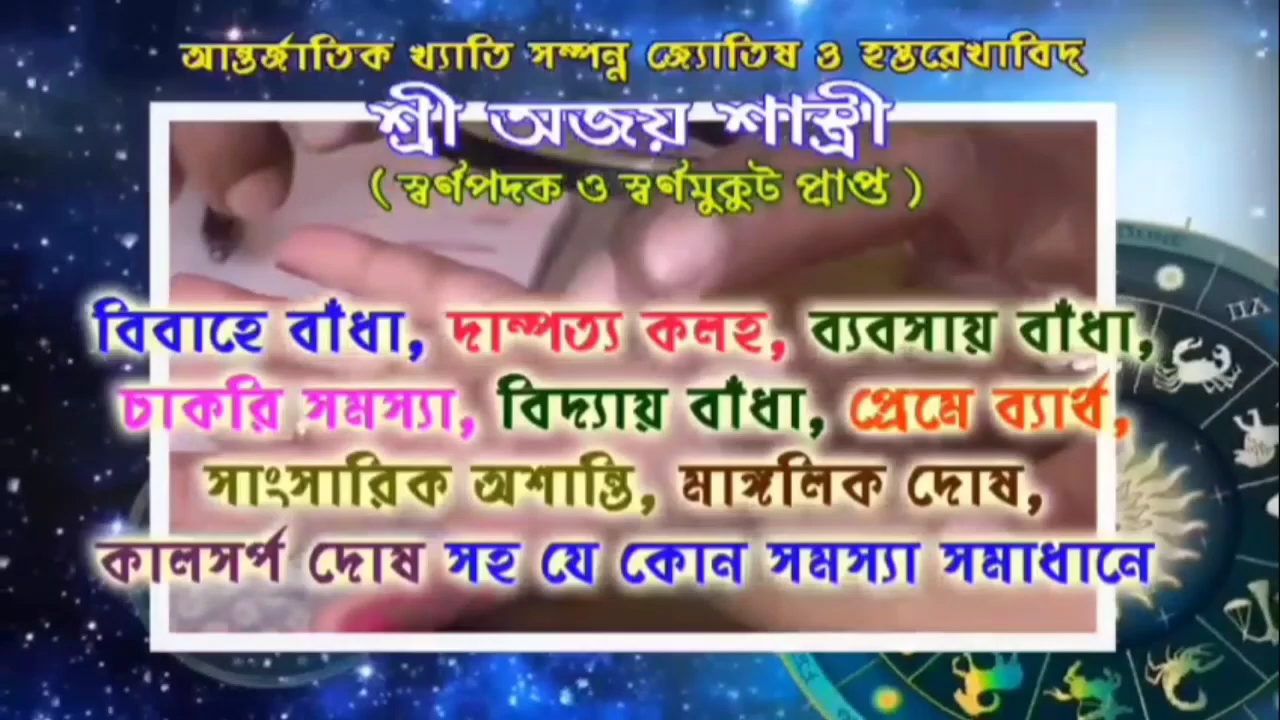 আন্তর্জাতিক খ্যাতি সম্পন্ন জ্যোতিষ ও হস্তরেখাবিদ্
শ্রী অজয় শাস্ত্রী
( স্বর্ণপদক ও স্বর্ণমুকুট প্রাপ্ত )
বিবাহে বাঁধা, দাম্পত্য কলহ, ব্যবসায় বাঁধা,
চাকরি সমস্যা, বিদ্যায় বাঁধা, প্রেমে ব্যার্থ,
সাংসারিক অশান্তি, মাঙ্গলিক দোষ,
কালসর্প দোষ সহ যে কোন সমস্যা সমাধানে